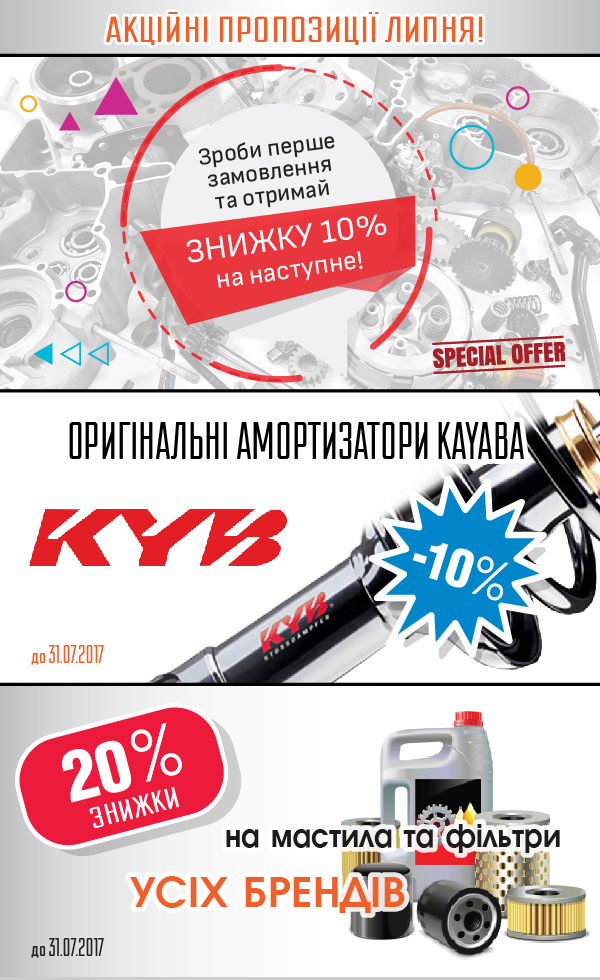 АКЦІЙНІ ПРОПОЗИЦІЇ ЛИПНЯ!
Зроби перше
замовлення
та отримай
ЗНИЖКУ 10%
на наступне!
SPECIAL OFFER
ОРИГІНАЛЬНІ АМОРТИЗАТОРИ KAYABA
KYB
-10%
KYB
до 31.07.2017
20%
ЗНИЖКИ
на мастила та фільтри
УСІХ БРЕНДІВ
до 31.07.2017